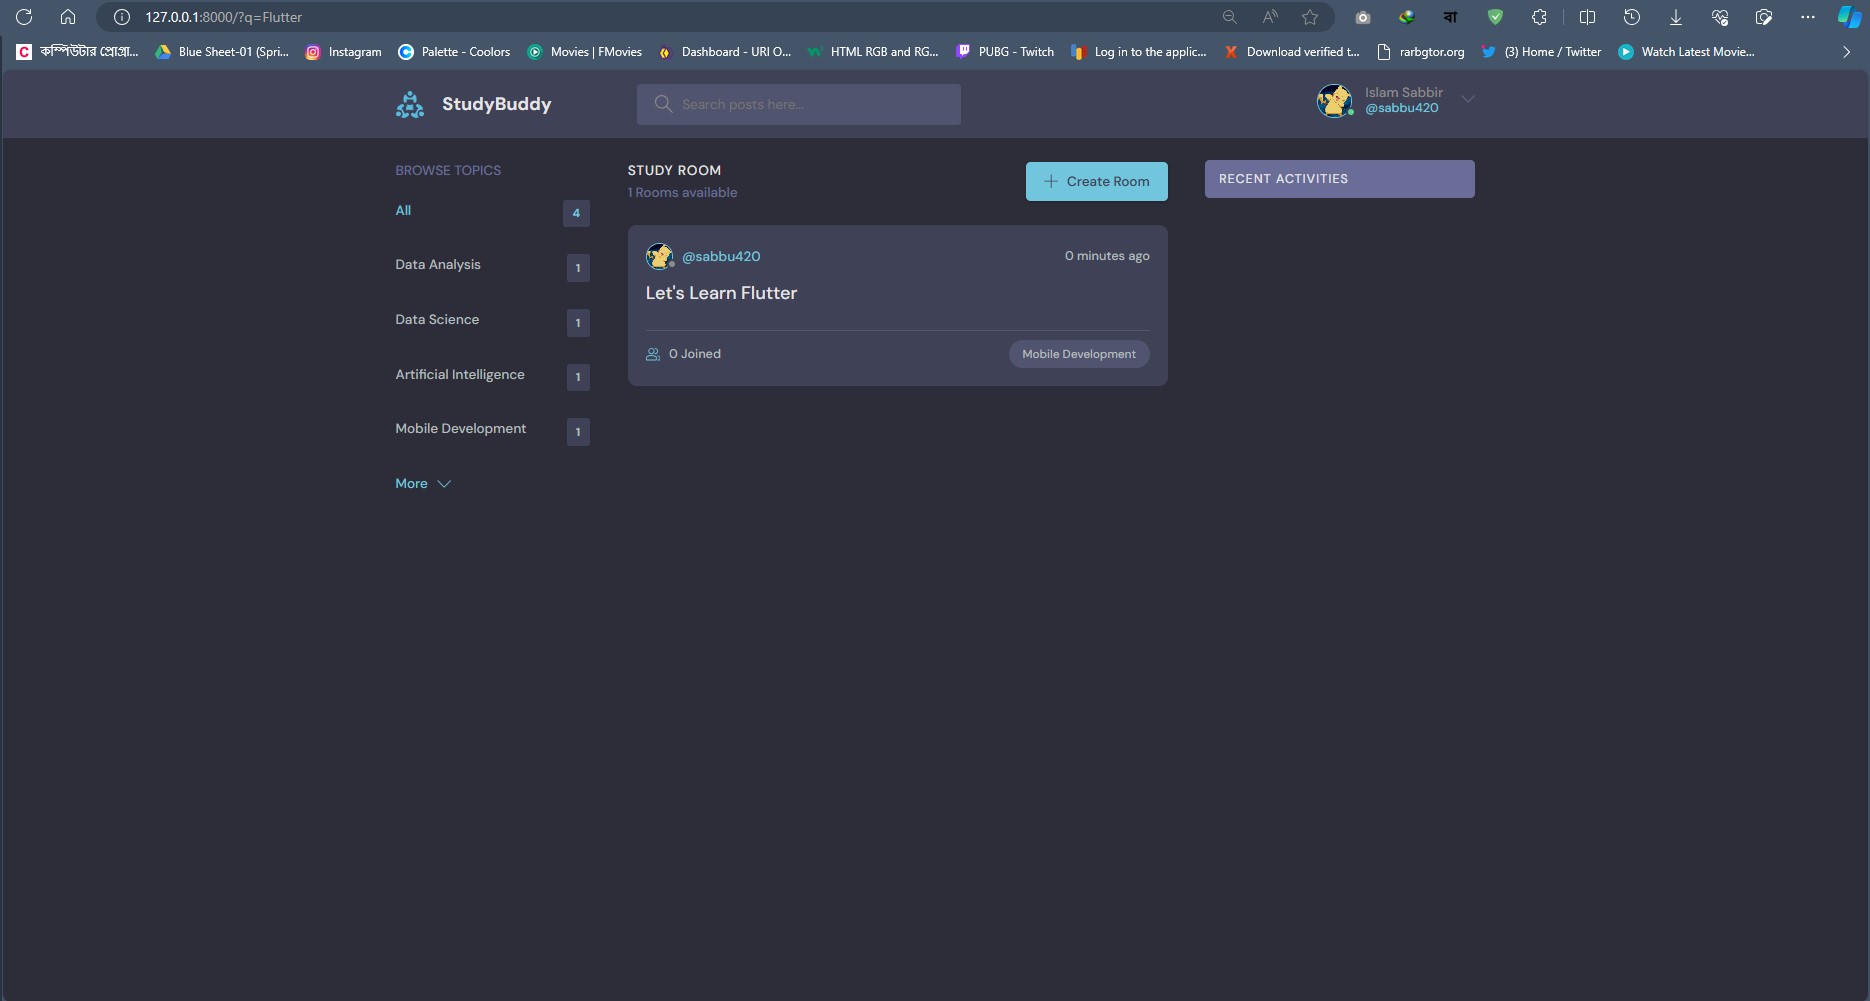 127.0.0.1:8000/?q=Flutter
কম্পিউটার প্রোগ্রা... Blue Sheet-01 (Spri... Instagram Palette - Coolors Movies | FMovies Dashboard - URI O... HTML RGB and RG... PUBG - Twitch Log in to the applic... Download verified t... rarbgtor.org (3) Home / Twitter Watch Latest Movie...
StudyBuddy
Search posts here...
Islam Sabbir
@sabbu420
BROWSE TOPICS
All 4
Data Analysis 1
Data Science 1
Artificial Intelligence 1
Mobile Development 1
More
STUDY ROOM
1 Rooms available
Create Room
@sabbu420 0 minutes ago
Let's Learn Flutter
0 Joined Mobile Development
RECENT ACTIVITIES